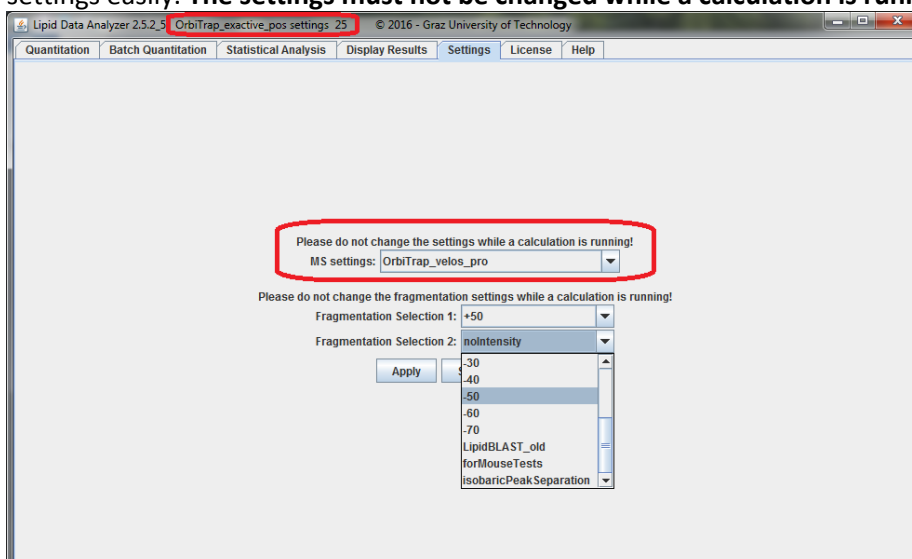 settings easily. The settings must not be changed while a calculation is runn
Lipid Data Analyzer 2.5.2_5 OrbiTrap_exactive_pos settings 25 © 2016 - Graz University of Technology
Quantitation Batch Quantitation Statistical Analysis Display Results Settings License Help
Please do not change the settings while a calculation is running!
MS settings: OrbiTrap_velos_pro
Please do not change the fragmentation settings while a calculation is running!
Fragmentation Selection 1: +50
Fragmentation Selection 2: noIntensity
-30
Apply
-40
-50
-60
-70
LipidBLAST_old
forMouseTests
isobaricPeakSeparation